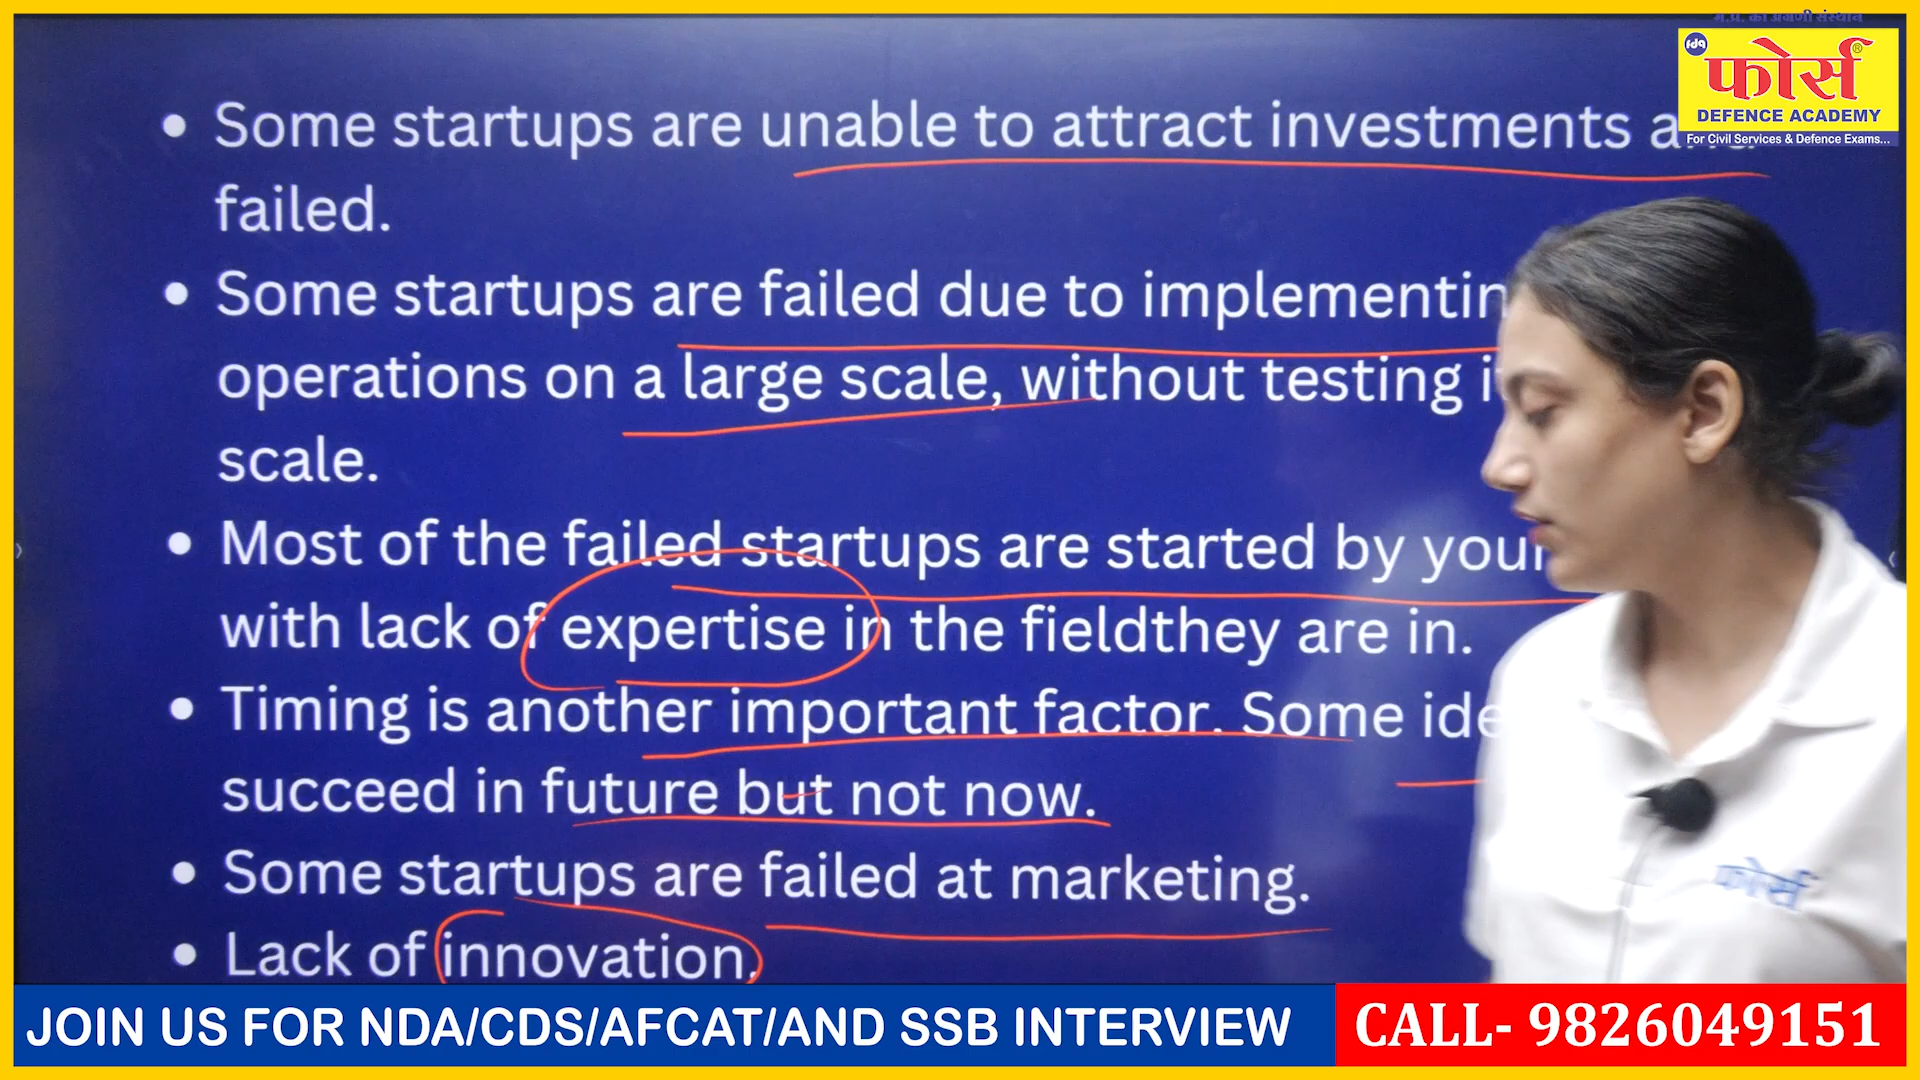 म.प्र. का अग्रणी संस्थान
fda
फोर्स®
DEFENCE ACADEMY
For Civil Services & Defence Exams...
• Some startups are unable to attract investments and
failed.
• Some startups are failed due to implementin
operations on a large scale, without testing i
scale.
• Most of the failed startups are started by
with lack of expertise in the fieldthey are in.
• Timing is another important factor. Some
succeed in future but not now.
• Some startups are failed at marketing.
• Lack of innovation.
फोर्स
JOIN US FOR NDA/CDS/AFCAT/AND SSB INTERVIEW
CALL- 9826049151